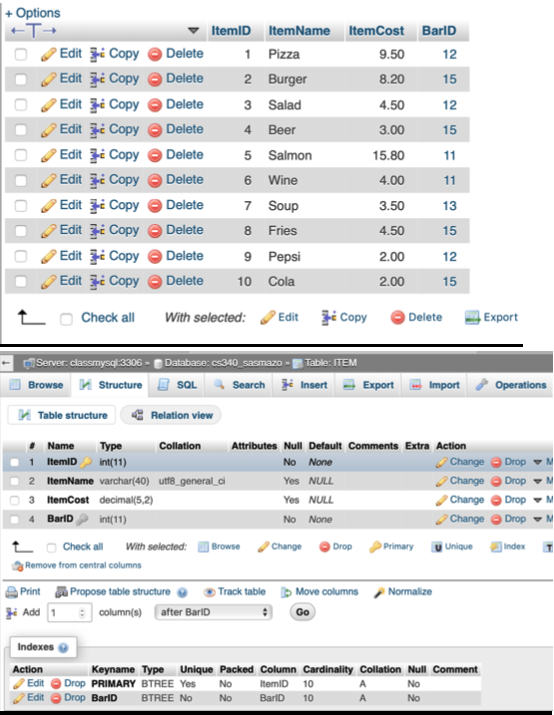 + Options
ItemID ItemName ItemCost BarID
Edit Copy Delete 1 Pizza 9.50 12
Edit Copy Delete 2 Burger 8.20 15
Edit Copy Delete 3 Salad 4.50 12
Edit Copy Delete 4 Beer 3.00 15
Edit Copy Delete 5 Salmon 15.80 11
Edit Copy Delete 6 Wine 4.00 11
Edit Copy Delete 7 Soup 3.50 13
Edit Copy Delete 8 Fries 4.50 15
Edit Copy Delete 9 Pepsi 2.00 12
Edit Copy Delete 10 Cola 2.00 15
Check all With selected: Edit Copy Delete Export
Server: classmysql:3306 » Database: cs340_sasmazo » Table: ITEM
Browse Structure SQL Search Insert Export Import Operations
Table structure Relation view
# Name Type Collation Attributes Null Default Comments Extra Action
1 ItemID int(11) No None Change Drop M
2 ItemName varchar(40) utf8_general_ci Yes NULL Change Drop M
3 ItemCost decimal(5,2) Yes NULL Change Drop M
4 BarID int(11) No None Change Drop M
Check all With selected: Browse Change Drop Primary Unique Index
Remove from central columns
Print Propose table structure Track table Move columns Normalize
Add 1 column(s) after BarID Go
Indexes
Action Keyname Type Unique Packed Column Cardinality Collation Null Comment
Edit Drop PRIMARY BTREE Yes No ItemID 10 A No
Edit Drop BarID BTREE No No BarID 10 A No